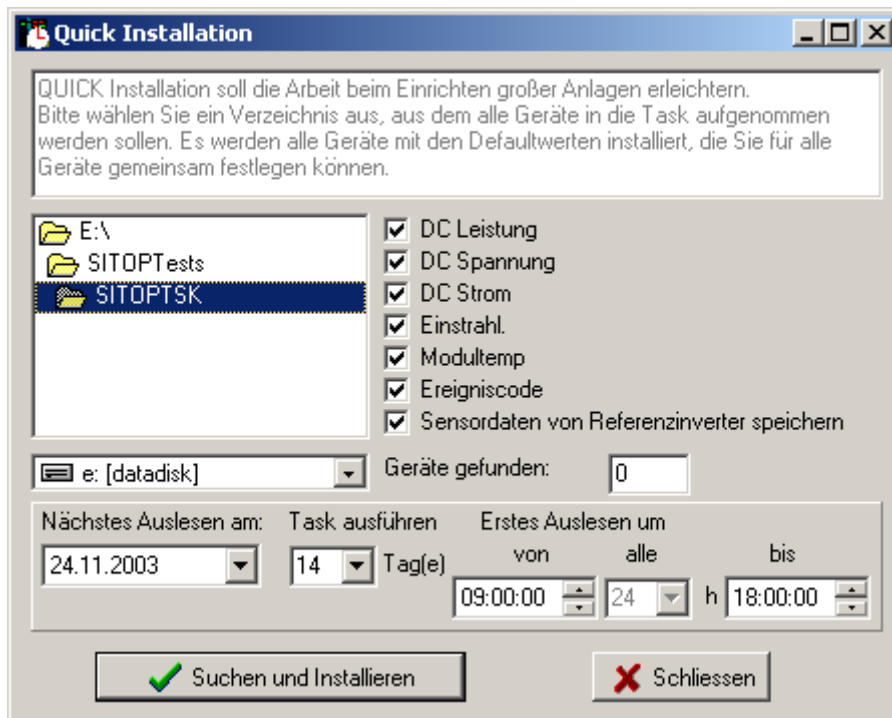 Quick Installation
QUICK Installation soll die Arbeit beim Einrichten großer Anlagen erleichtern.
Bitte wählen Sie ein Verzeichnis aus, aus dem alle Geräte in die Task aufgenommen
werden sollen. Es werden alle Geräte mit den Defaultwerten installiert, die Sie für alle
Geräte gemeinsam festlegen können.
E:\
SITOPTests
SITOPTSK
DC Leistung
DC Spannung
DC Strom
Einstrahl.
Modultemp
Ereigniscode
Sensordaten von Referenzinverter speichern
e: [datadisk]
Geräte gefunden: 0
Nächstes Auslesen am: Task ausführen Erstes Auslesen um
von alle bis
24.11.2003 14 Tag(e) 09:00:00 24 h 18:00:00
Suchen und Installieren Schliessen